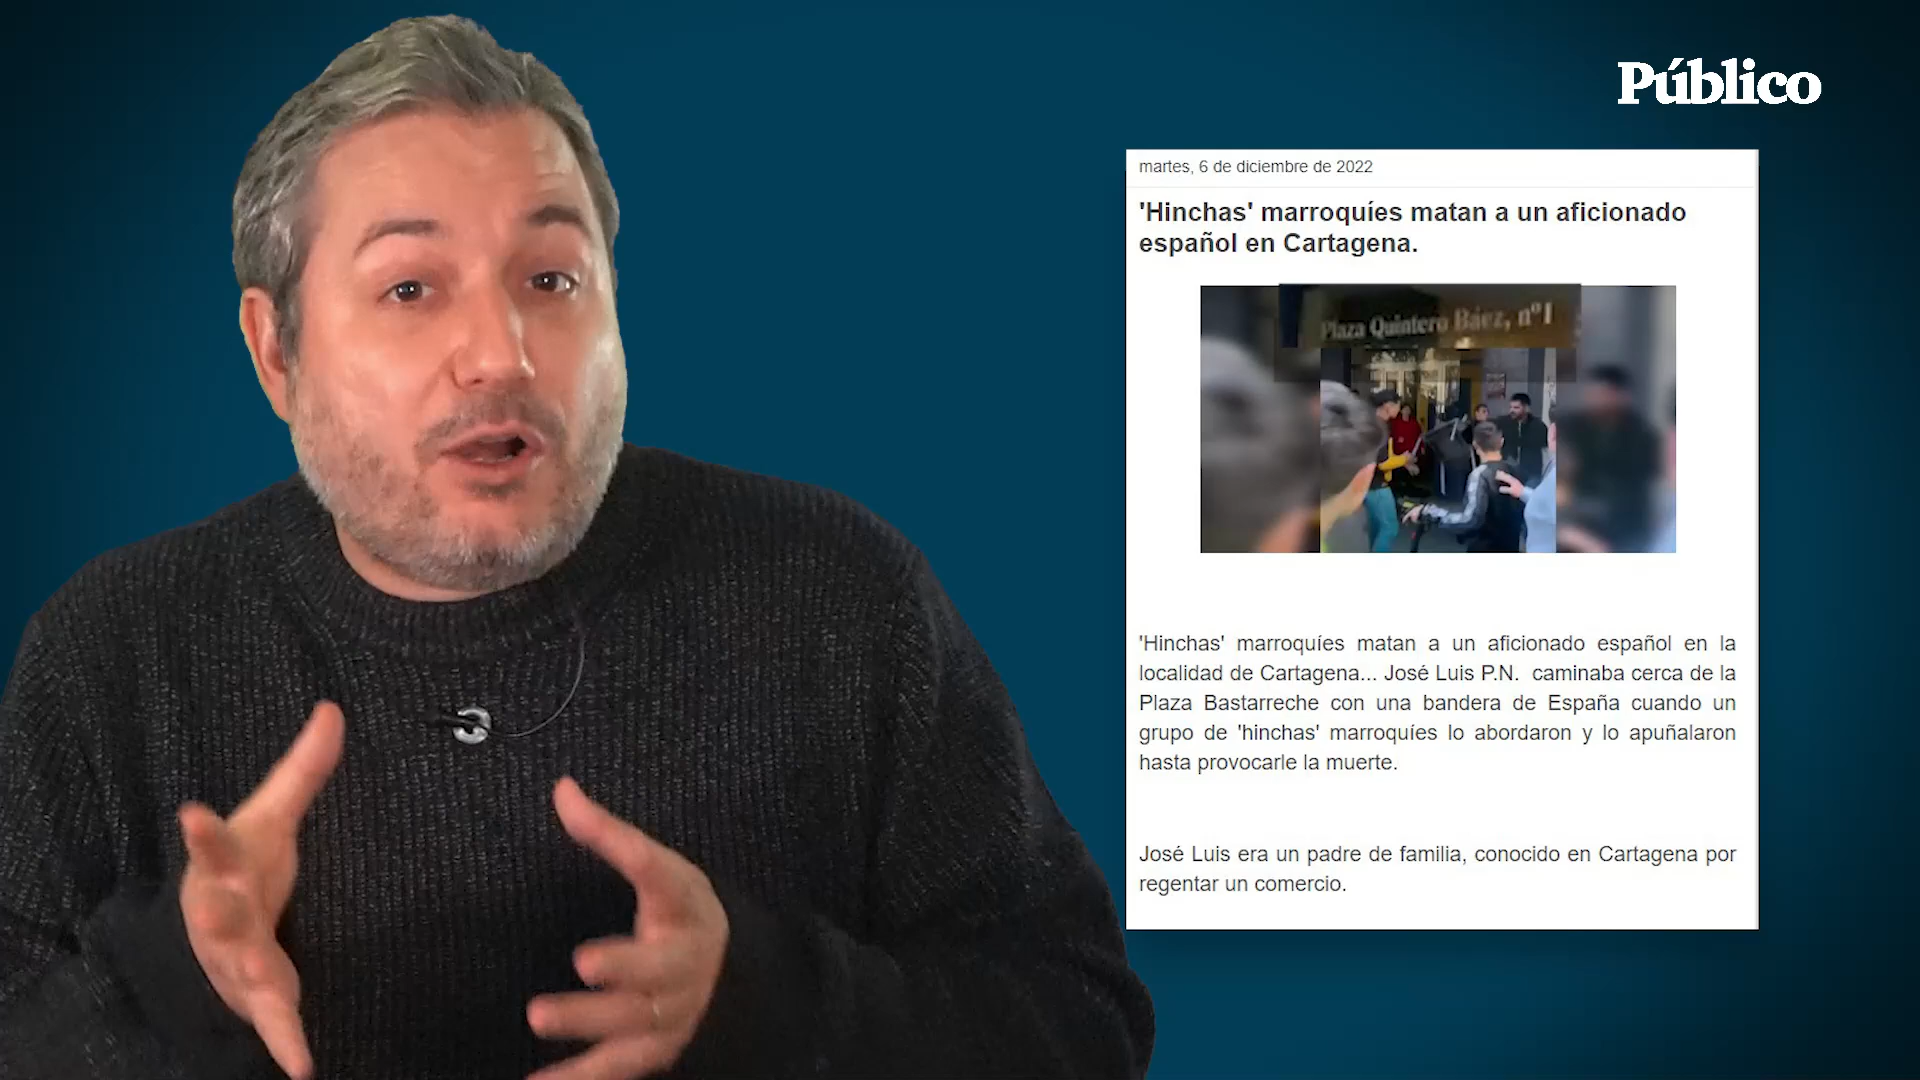 Público
martes, 6 de diciembre de 2022
'Hinchas' marroquíes matan a un aficionado
español en Cartagena.
Plaza Quintero Báez, nº1
'Hinchas' marroquíes matan a un aficionado español en la
localidad de Cartagena... José Luis P.N. caminaba cerca de la
Plaza Bastarreche con una bandera de España cuando un
grupo de 'hinchas' marroquíes lo abordaron y lo apuñalaron
hasta provocarle la muerte.
José Luis era un padre de familia, conocido en Cartagena por
regentar un comercio.